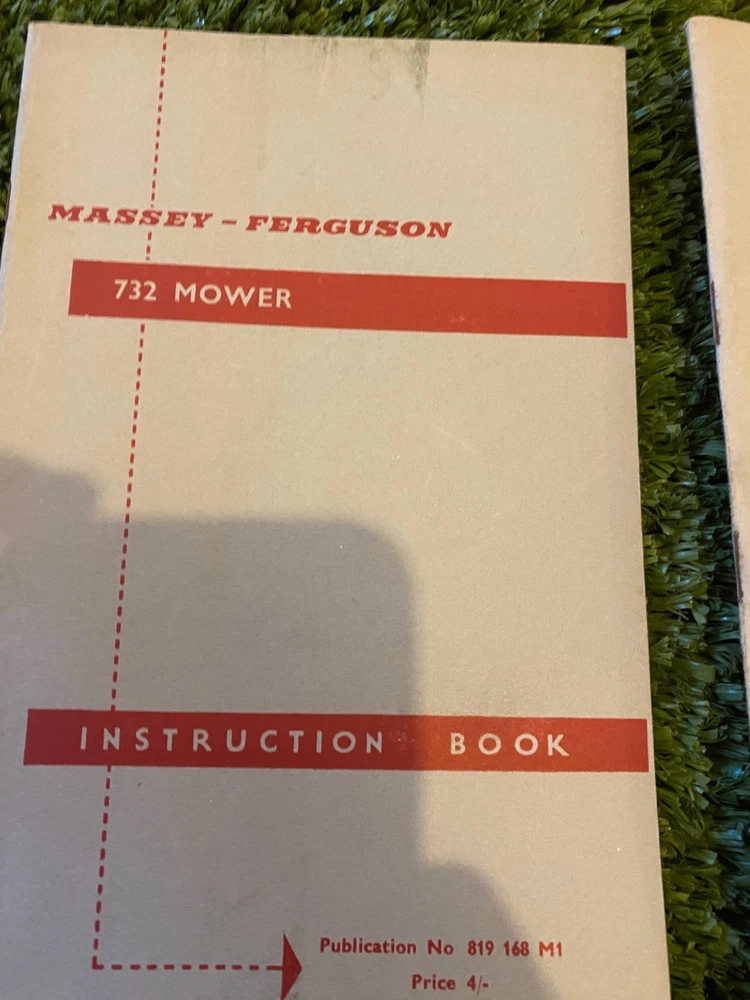 MASSEY-FERGUSON
732 MOWER
INSTRUCTION BOOK
Publication No 819 168 M1
Price 4/-